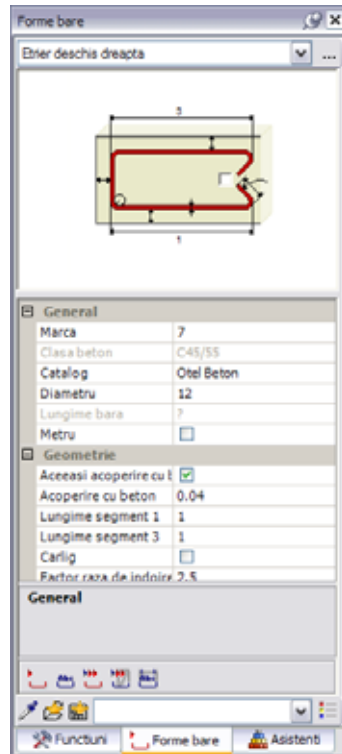 Forme bare
Etrier deschis dreapta
...
3
1
General
Marca 7
Clasa beton C45/55
Catalog Otel Beton
Diametru 12
Lungime bara ?
Metru
Geometrie
Aceeasi acoperire cu b
Acoperire cu beton 0.04
Lungime segment 1 1
Lungime segment 3 1
Carlig
Factor raza de indoire 2.5
General
Functiuni Forme bare Asistenti